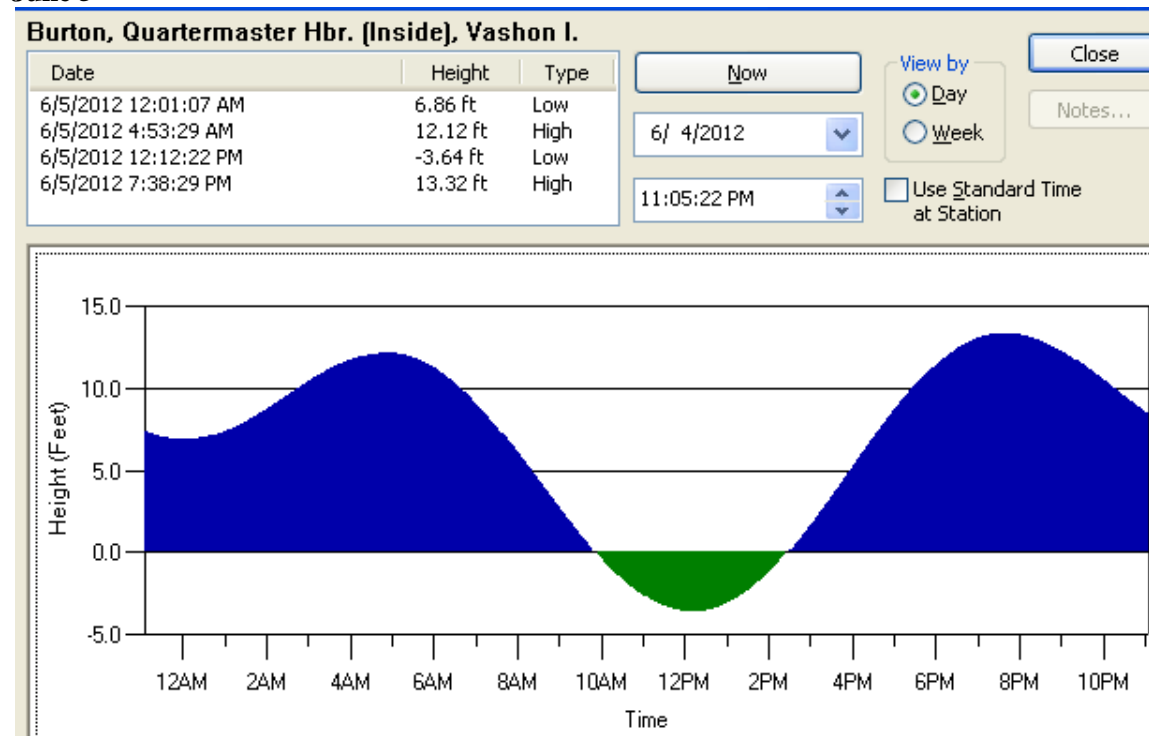 Burton, Quartermaster Hbr. (Inside), Vashon I.
Date Height Type
6/5/2012 12:01:07 AM 6.86 ft Low
6/5/2012 4:53:29 AM 12.12 ft High
6/5/2012 12:12:22 PM -3.64 ft Low
6/5/2012 7:38:29 PM 13.32 ft High
Now
6/ 4/2012
11:05:22 PM
View by
Day
Week
Use Standard Time
at Station
Close
Notes...
15.0
10.0
5.0
0.0
-5.0
Height (Feet)
12AM 2AM 4AM 6AM 8AM 10AM 12PM 2PM 4PM 6PM 8PM 10PM
Time